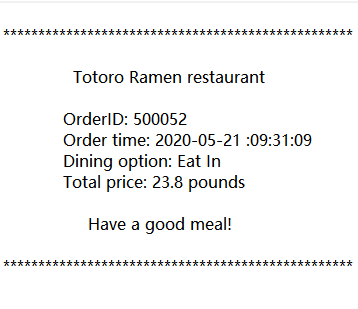 **************************************************
Totoro Ramen restaurant
OrderID: 500052
Order time: 2020-05-21 :09:31:09
Dining option: Eat In
Total price: 23.8 pounds
Have a good meal!
**************************************************